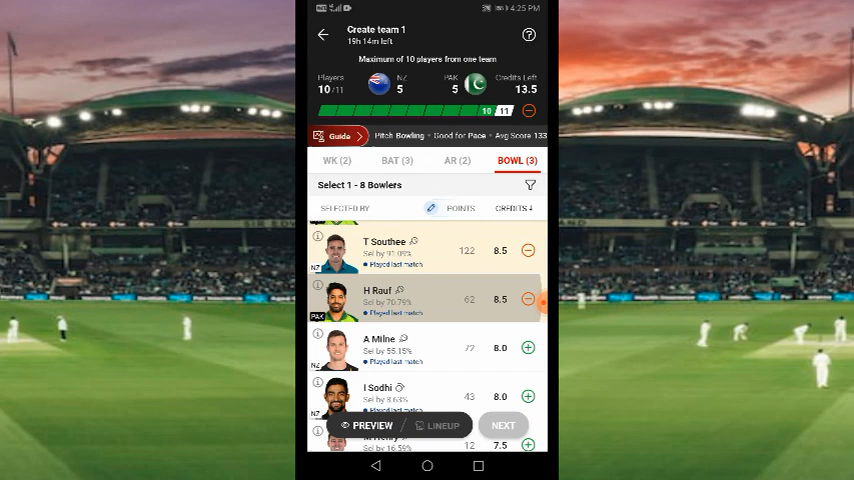 4:25 PM
Create team 1
19h 14m left
Maximum of 10 players from one team
Players
10/11
NZ
5
PAK
5
Credits Left
13.5
10 11
Guide
Pitch Bowling • Good for Pace • Avg Score 133
WK (2) BAT (3) AR (2) BOWL (3)
Select 1 - 8 Bowlers
SELECTED BY POINTS CREDITS↓
T Southee
Sel by 91.09%
Played last match
122 8.5
NZ
H Rauf
Sel by 70.79%
Played last match
62 8.5
PAK
A Milne
Sel by 55.15%
Played last match
72 8.0
NZ
I Sodhi
Sel by 8.63%
Played last match
43 8.0
NZ
PREVIEW / LINEUP
NEXT
M Henry
Sel by 16.59%
12 7.5